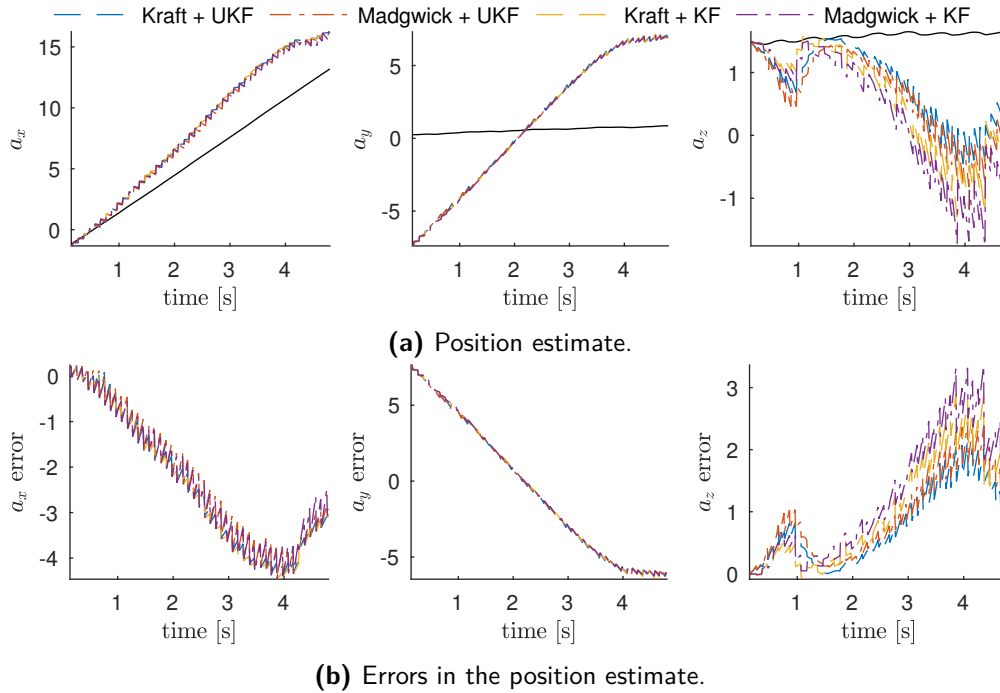 Kraft + UKF Madgwick + UKF Kraft + KF Madgwick + KF
15
10
5
0
a_x
1 2 3 4
time [s]
5
0
-5
a_y
1 2 3 4
time [s]
1
0
-1
a_z
1 2 3 4
time [s]
(a) Position estimate.
0
-1
-2
-3
-4
a_x error
1 2 3 4
time [s]
5
0
-5
a_y error
1 2 3 4
time [s]
3
2
1
0
a_z error
1 2 3 4
time [s]
(b) Errors in the position estimate.